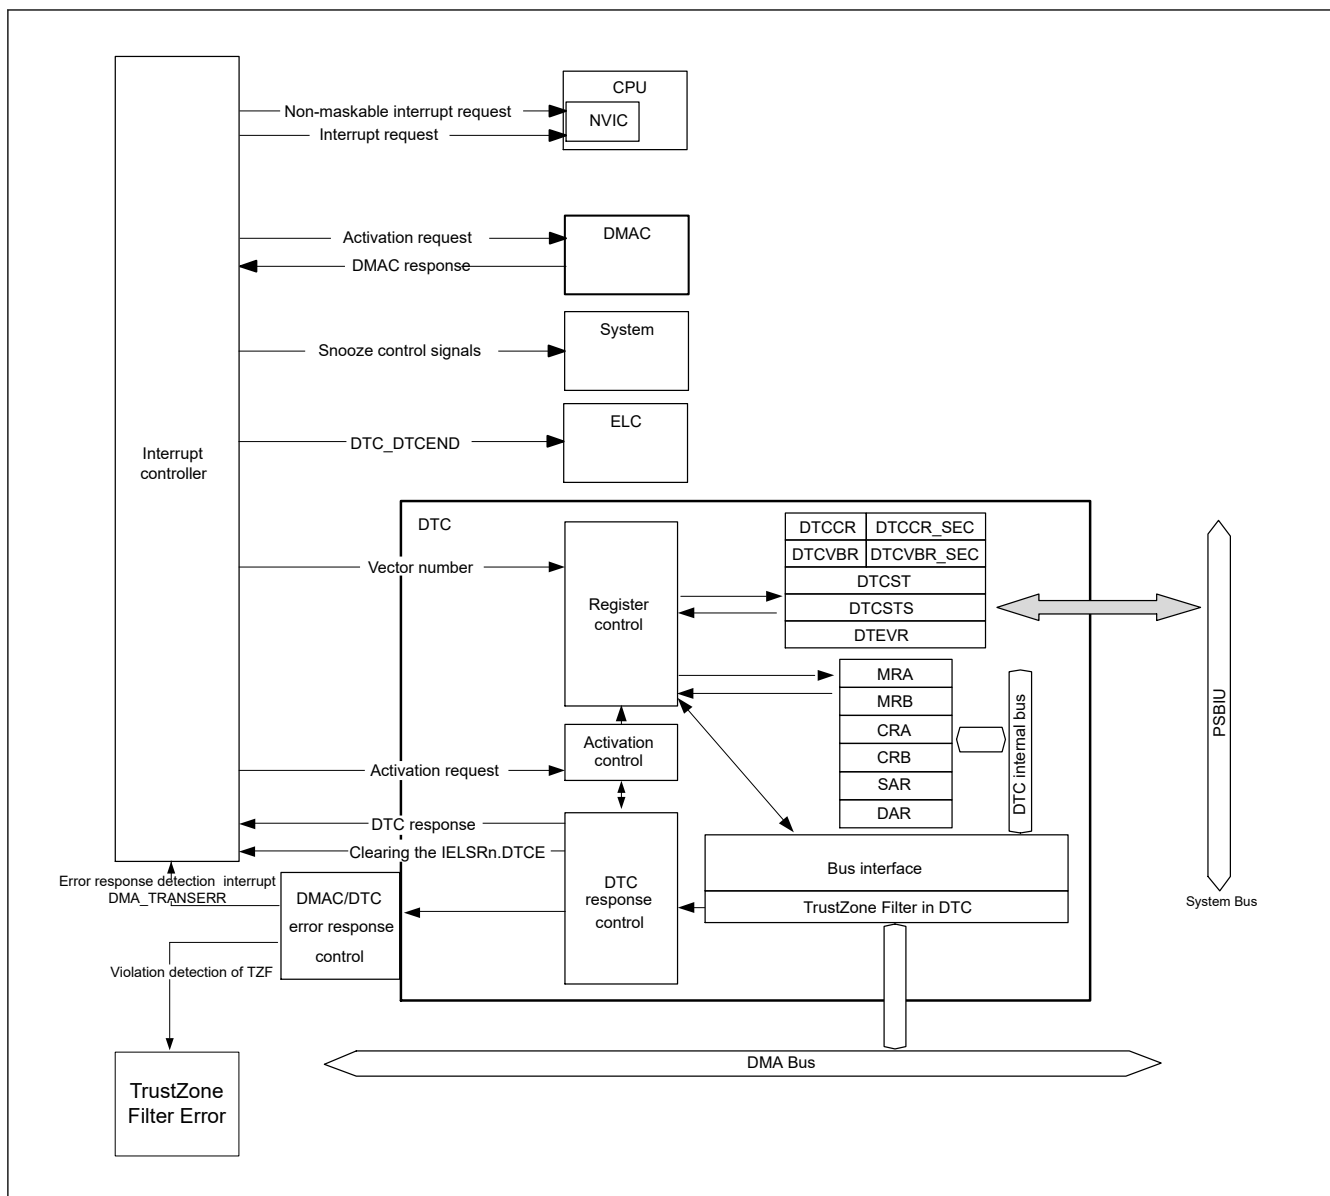 CPU
Non-maskable interrupt request
NVIC
Interrupt request
Activation request
DMAC
DMAC response
System
Snooze control signals
ELC
DTC_DTCEND
Interrupt
controller
DTC
DTCCR
DTCCR_SEC
DTCVBR
DTCVBR_SEC
DTCST
DTCSTS
DTEVR
Vector number
Register
control
MRA
MRB
CRA
CRB
SAR
DAR
DTC internal bus
PSBIU
System Bus
Activation
control
Activation request
DTC response
Clearing the IELSRn.DTCE
DTC
response
control
Bus interface
TrustZone Filter in DTC
Error response detection interrupt
DMA_TRANSERR
DMAC/DTC
error response
control
Violation detection of TZF
DMA Bus
TrustZone
Filter Error